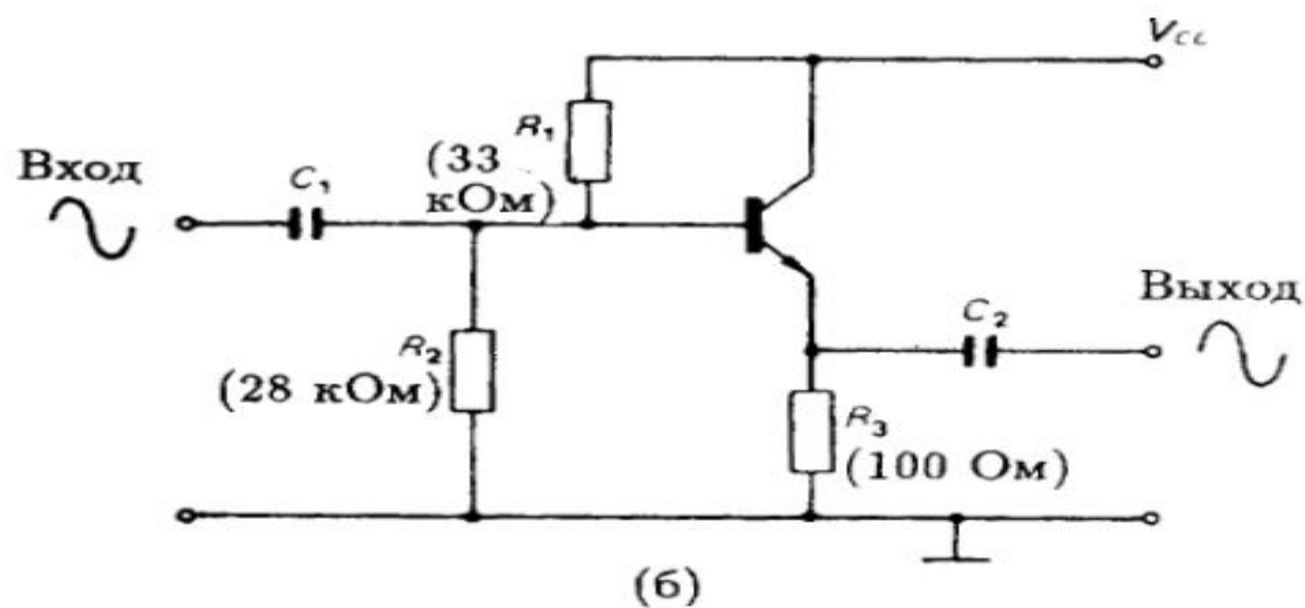 Vcc
R₁
(33
кОм)
Вход
C₁
R₂
(28 кОм)
C₂
Выход
R₃
(100 Ом)
(б)